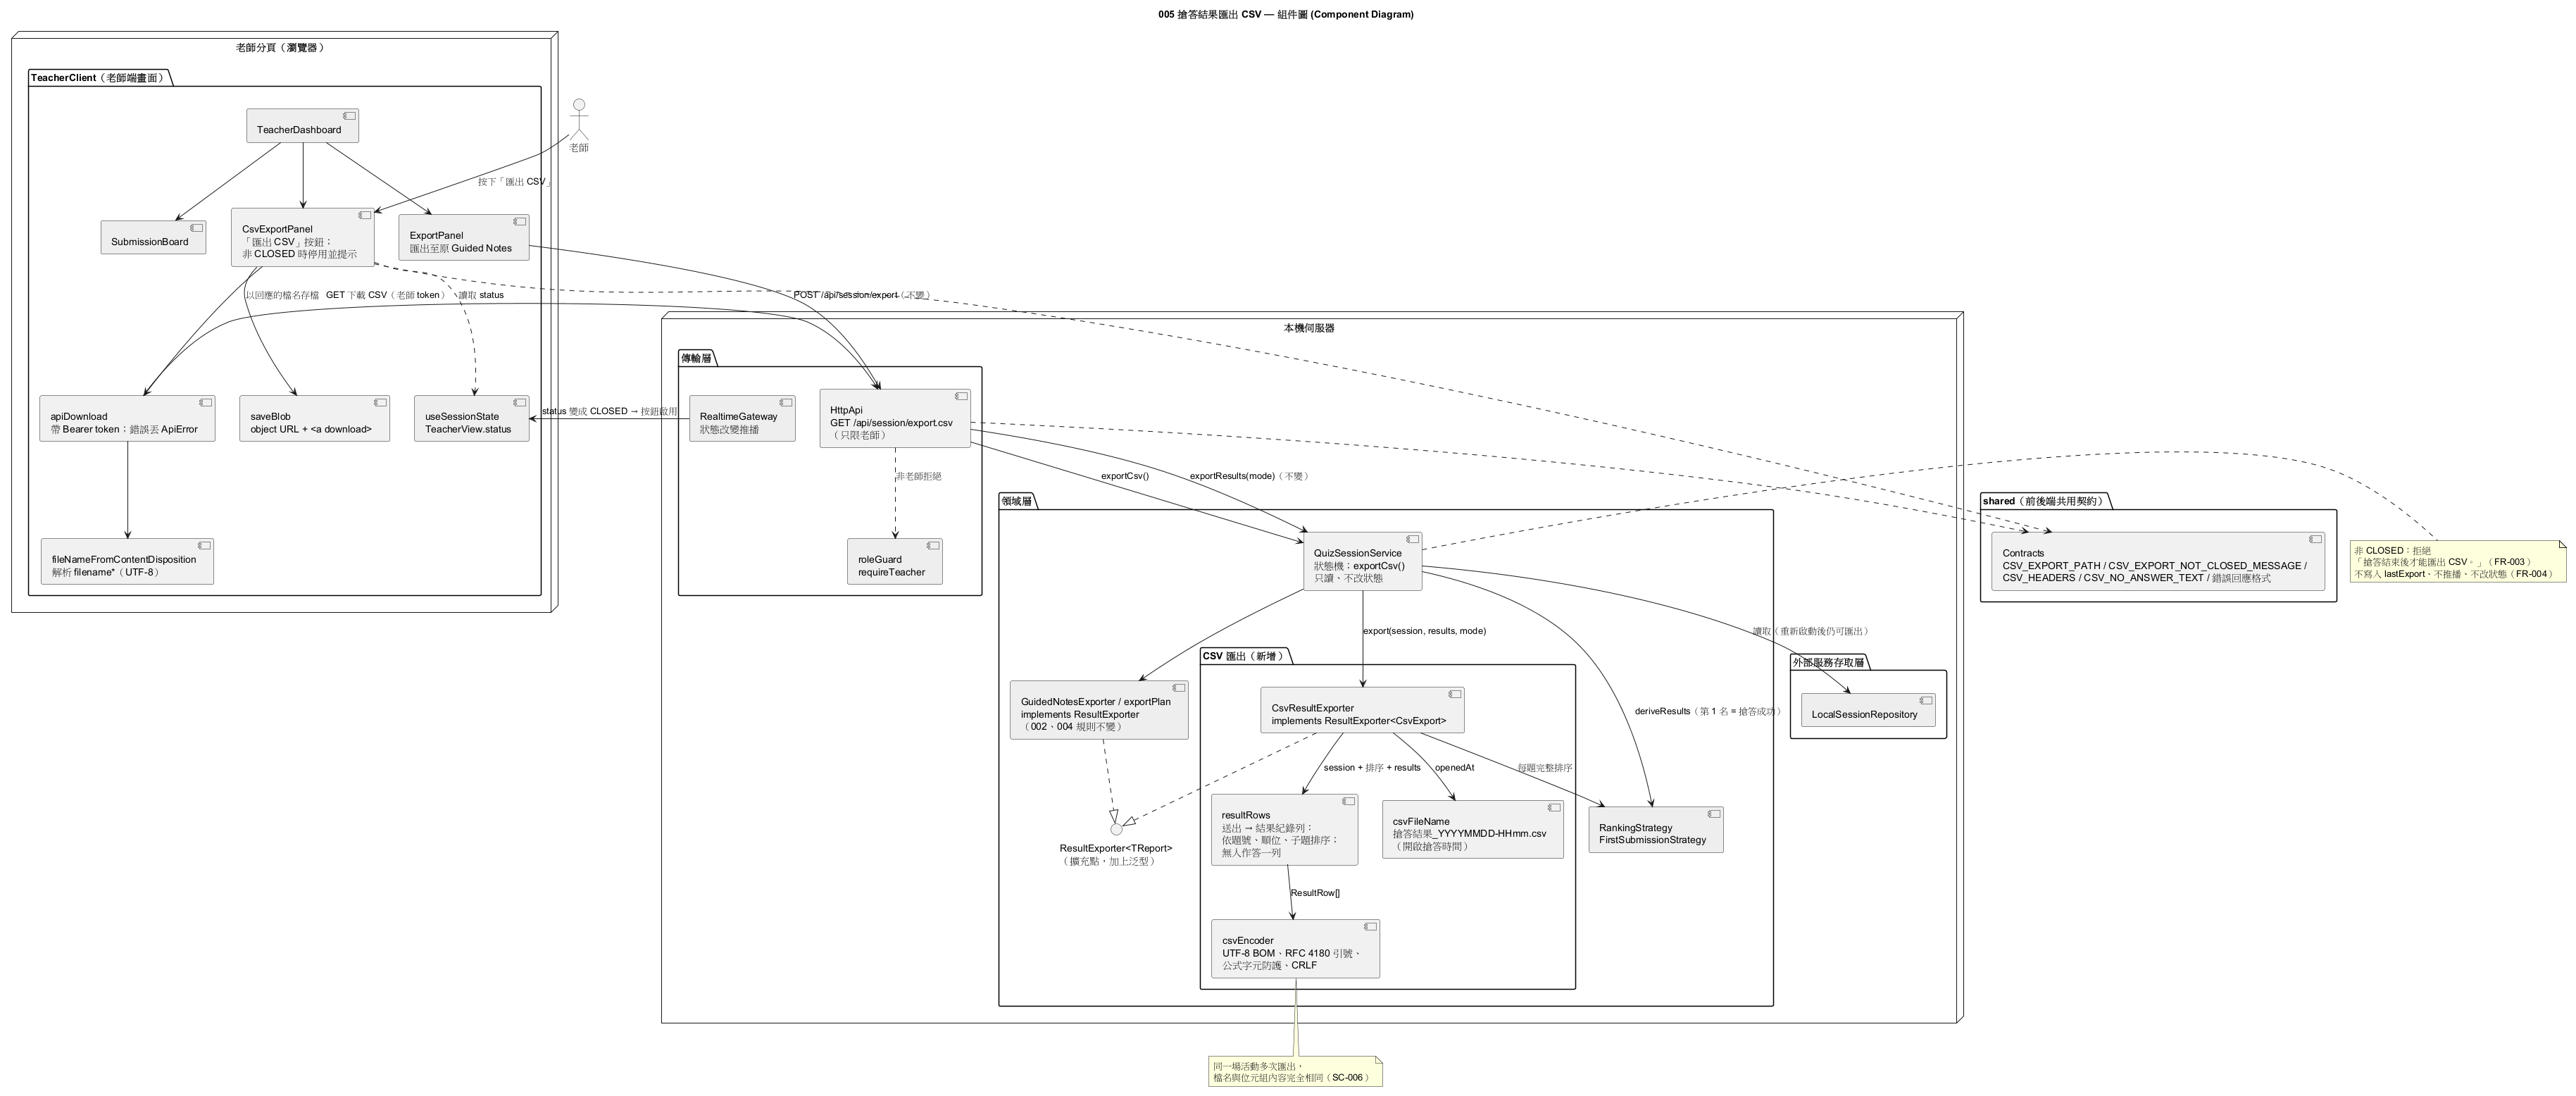 005 搶答結果匯出 CSV — 組件圖 (Component Diagram)
老師分頁（瀏覽器）
TeacherClient（老師端畫面）
TeacherDashboard
老師
按下「匯出 CSV」
SubmissionBoard
CsvExportPanel
「匯出 CSV」按鈕；
非 CLOSED 時停用並提示
ExportPanel
匯出至原 Guided Notes
以回應的檔名存檔
GET 下載 CSV（老師 token）
讀取 status
POST /api/session/export（不變）
apiDownload
帶 Bearer token；錯誤丟 ApiError
saveBlob
object URL + <a download>
useSessionState
TeacherView.status
status 變成 CLOSED → 按鈕啟用
fileNameFromContentDisposition
解析 filename*（UTF-8）
本機伺服器
傳輸層
RealtimeGateway
狀態改變推播
HttpApi
GET /api/session/export.csv
（只限老師）
非老師拒絕
roleGuard
requireTeacher
exportCsv()
exportResults(mode)（不變）
領域層
QuizSessionService
狀態機；exportCsv()
只讀、不改狀態
shared（前後端共用契約）
Contracts
CSV_EXPORT_PATH / CSV_EXPORT_NOT_CLOSED_MESSAGE /
CSV_HEADERS / CSV_NO_ANSWER_TEXT / 錯誤回應格式
非 CLOSED：拒絕
「搶答結束後才能匯出 CSV。」（FR-003）
不寫入 lastExport、不推播、不改狀態（FR-004）
export(session, results, mode)
讀取（重新啟動後仍可匯出）
CSV 匯出（新增）
外部服務存取層
GuidedNotesExporter / exportPlan
implements ResultExporter
（002、004 規則不變）
CsvResultExporter
implements ResultExporter<CsvExport>
deriveResults（第 1 名 = 搶答成功）
LocalSessionRepository
session + 排序 + results
openedAt
每題完整排序
ResultExporter<TReport>
（擴充點，加上泛型）
resultRows
送出 → 結果紀錄列；
依題號、順位、子題排序；
無人作答一列
csvFileName
搶答結果_YYYYMMDD-HHmm.csv
（開啟搶答時間）
RankingStrategy
FirstSubmissionStrategy
ResultRow[]
csvEncoder
UTF-8 BOM、RFC 4180 引號、
公式字元防護、CRLF
同一場活動多次匯出，
檔名與位元組內容完全相同（SC-006）